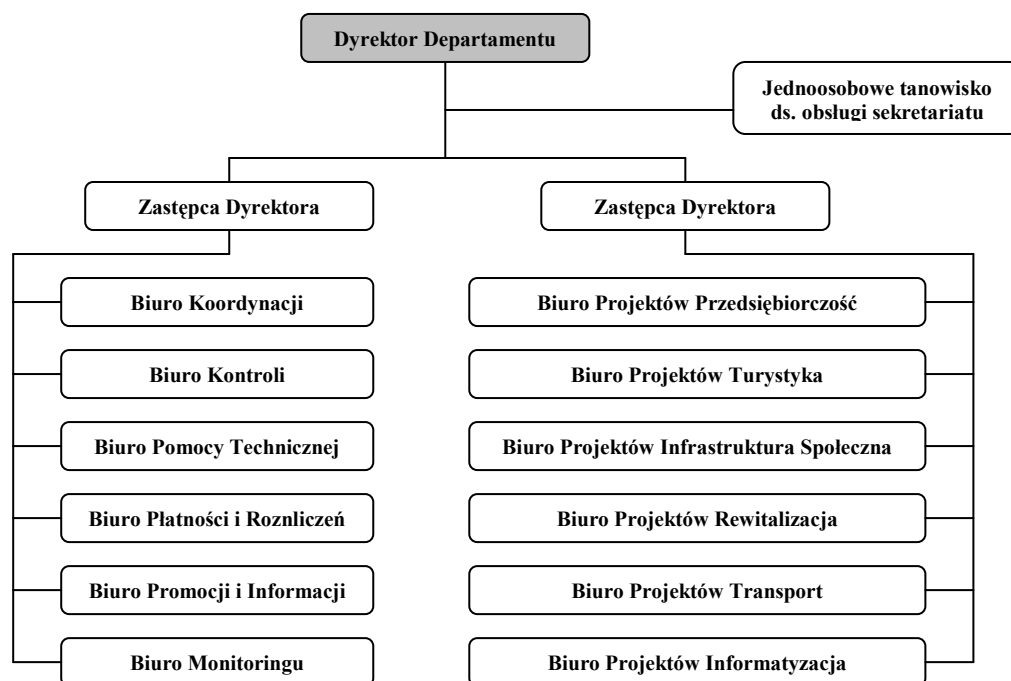 Dyrektor Departamentu
Jednoosobowe tanowisko
ds. obsługi sekretariatu
Zastępca Dyrektora
Zastępca Dyrektora
Biuro Koordynacji
Biuro Projektów Przedsiębiorczość
Biuro Kontroli
Biuro Projektów Turystyka
Biuro Pomocy Technicznej
Biuro Projektów Infrastruktura Społeczna
Biuro Płatności i Roznliczeń
Biuro Projektów Rewitalizacja
Biuro Promocji i Informacji
Biuro Projektów Transport
Biuro Monitoringu
Biuro Projektów Informatyzacja